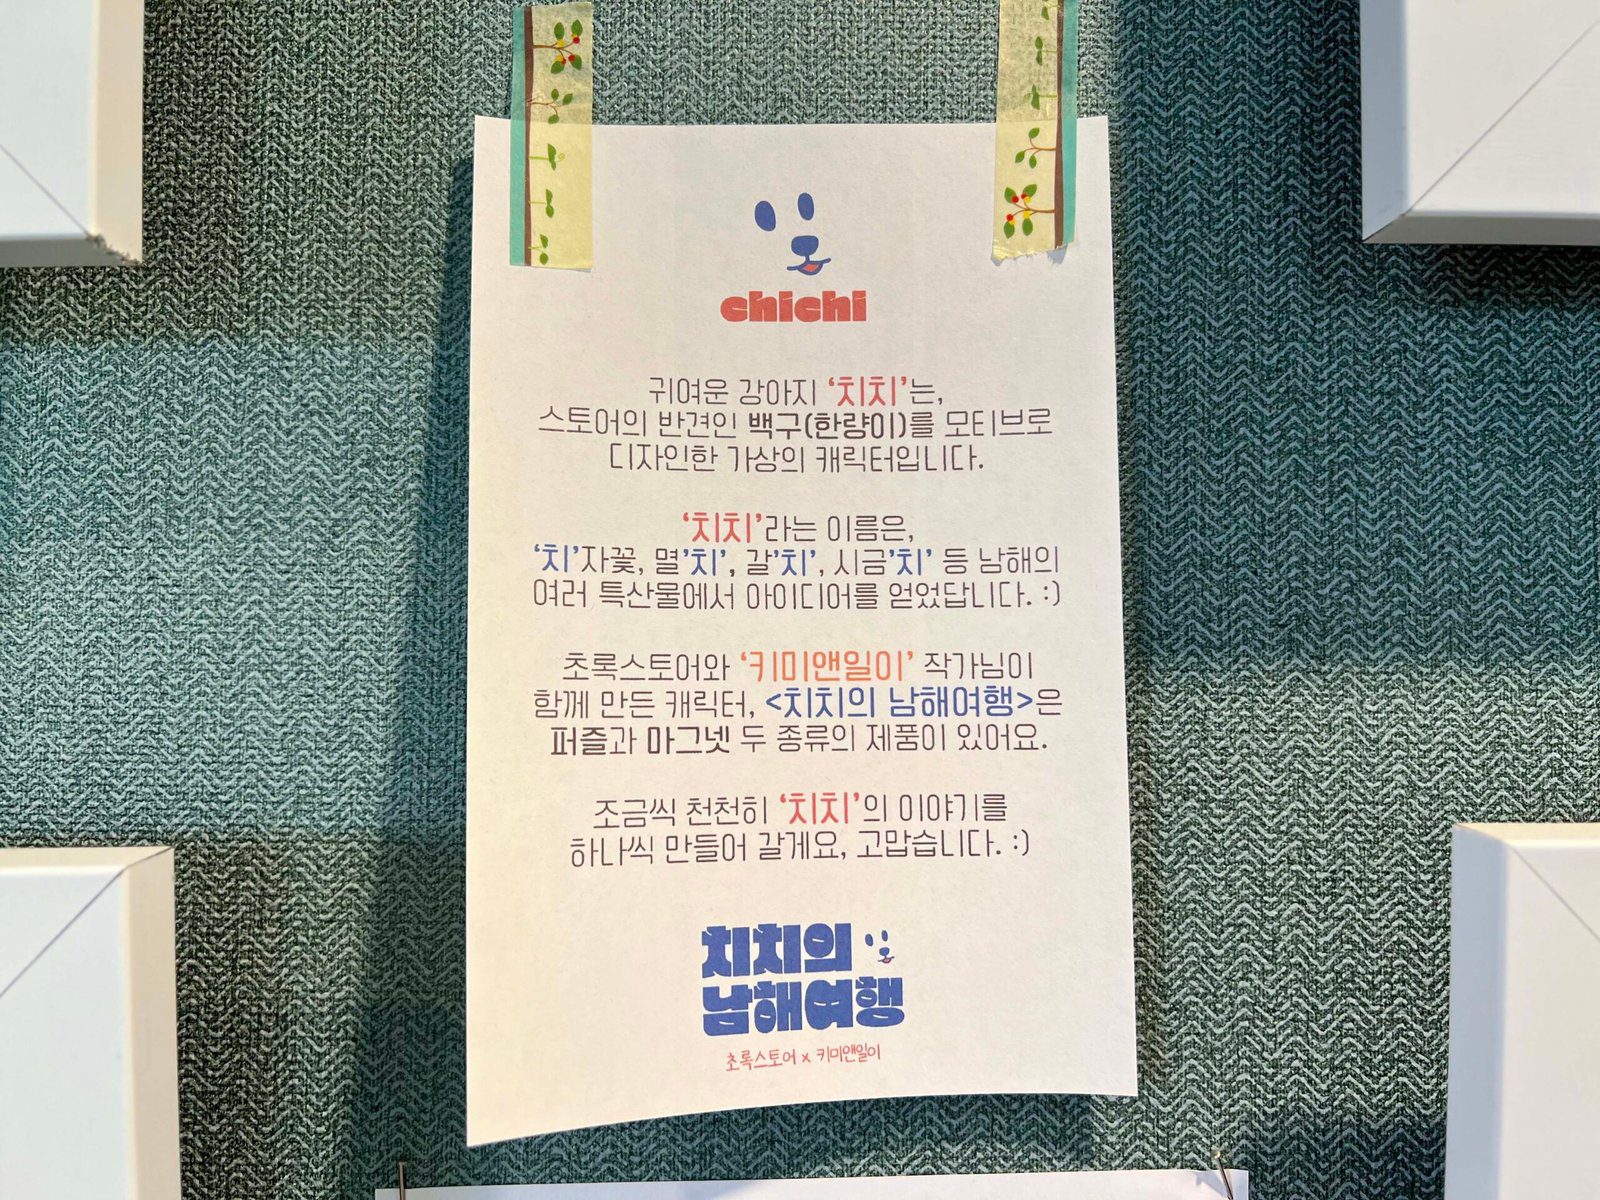 chichi
귀여운 강아지 ‘치치’는,
스토어의 반견인 백구(한량이)를 모티브로
디자인한 가상의 캐릭터입니다.
‘치치’라는 이름은,
‘치’자꽃, 멸’치’, 갈’치’, 시금’치’ 등 남해의
여러 특산물에서 아이디어를 얻었답니다. :)
초록스토어와 ‘키미앤일이’ 작가님이
함께 만든 캐릭터, <치치의 남해여행>은
퍼즐과 마그넷 두 종류의 제품이 있어요.
조금씩 천천히 ‘치치’의 이야기를
하나씩 만들어 갈게요, 고맙습니다. :)
치치의
남해여행
초록스토어 x 키미앤일이